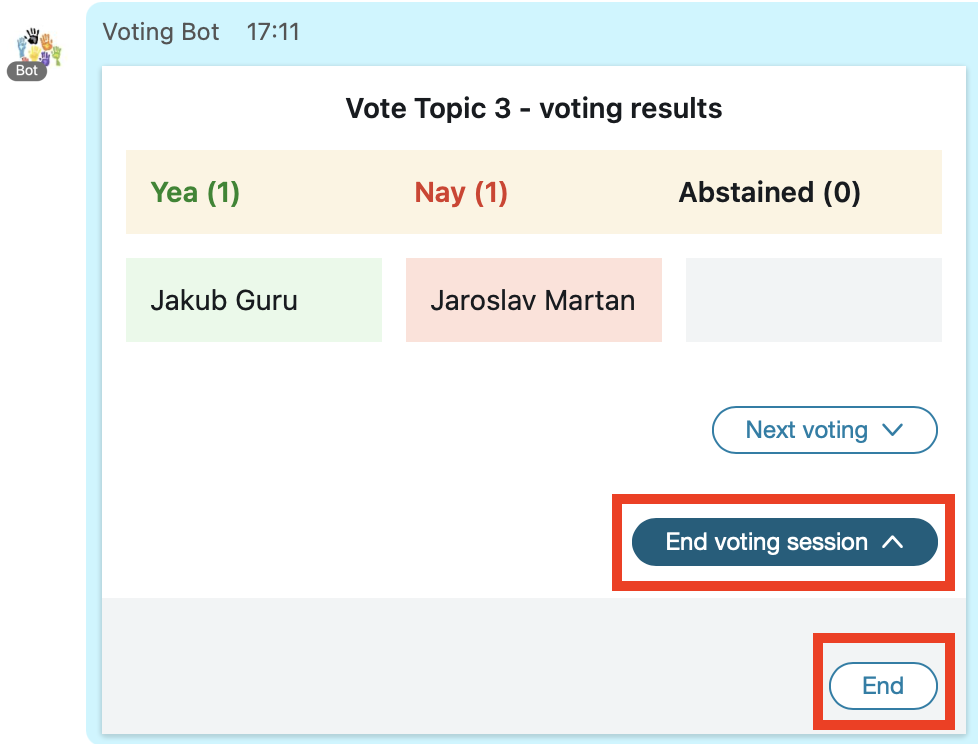 Voting Bot 17:11
Bot
Vote Topic 3 - voting results
Yea (1) Nay (1) Abstained (0)
Jakub Guru Jaroslav Martan
Next voting
End voting session
End